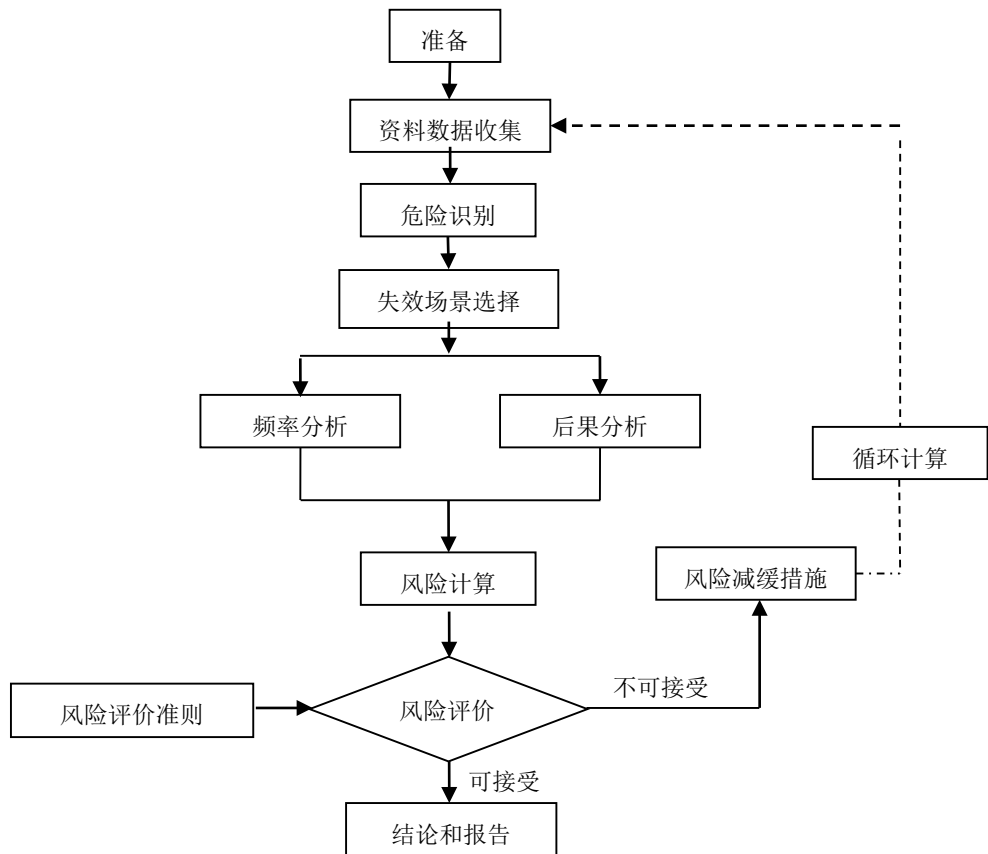 准备
资料数据收集
危险识别
失效场景选择
频率分析
后果分析
循环计算
风险计算
风险减缓措施
不可接受
风险评价准则
风险评价
可接受
结论和报告